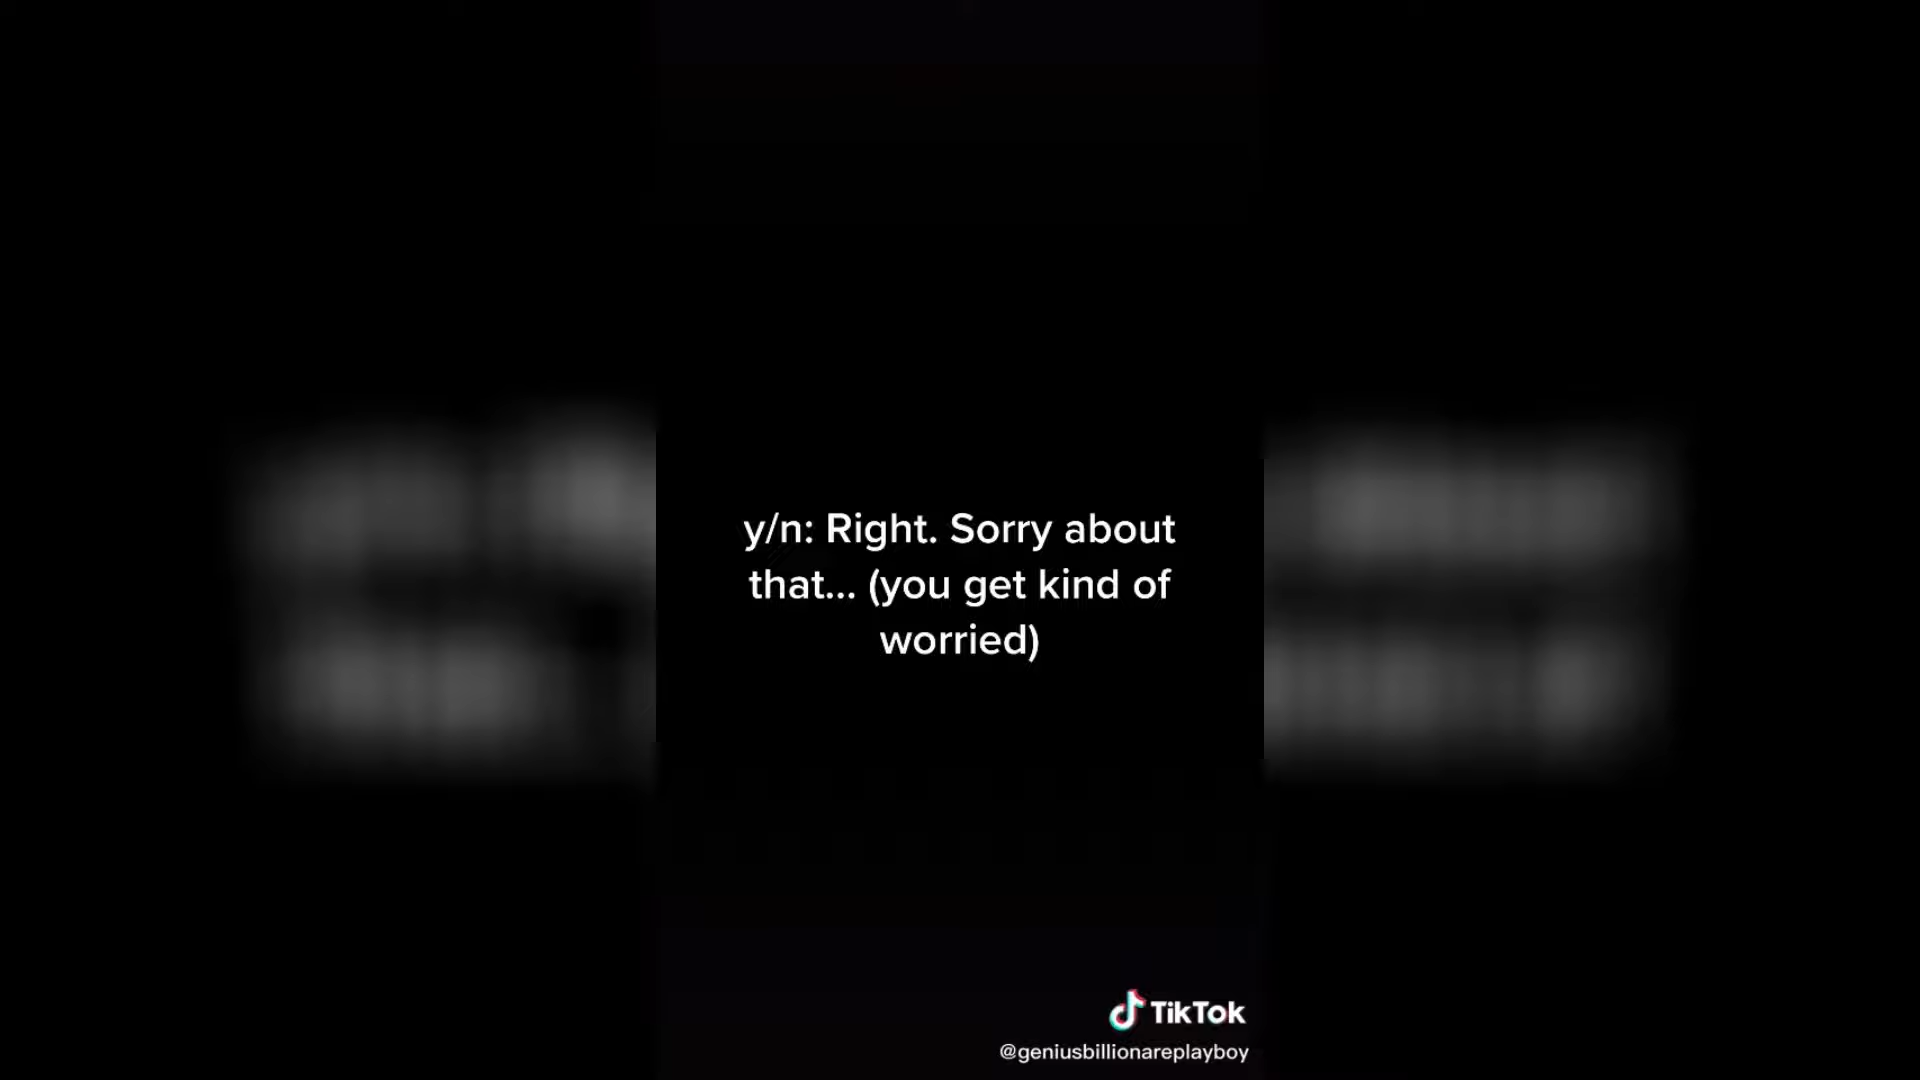 y/n: Right. Sorry about
that... (you get kind of
worried)
TikTok
@geniusbillionareplayboy